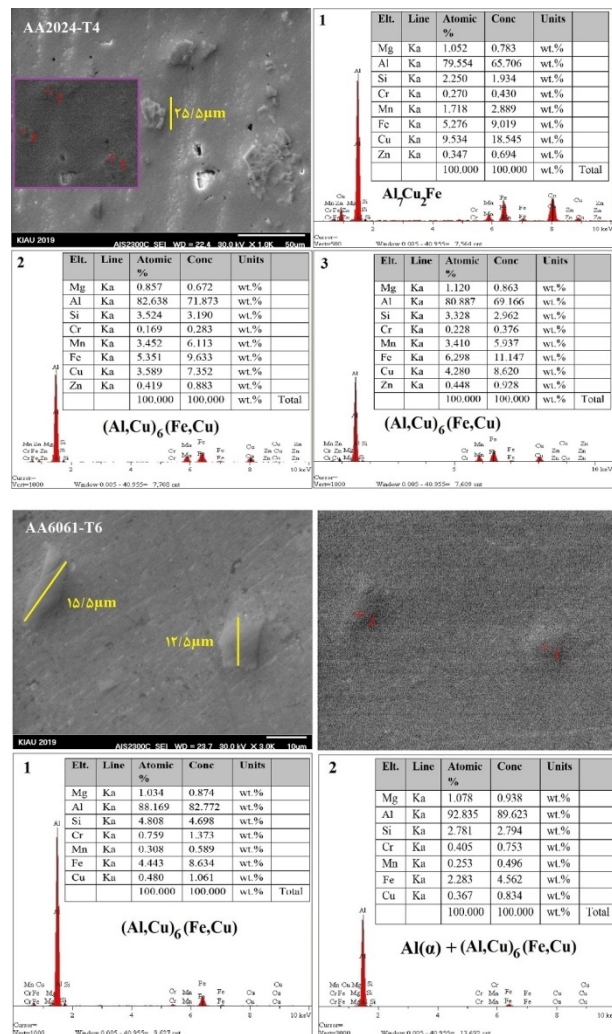 AA2024-T4
۲۵/۵µm
50µm
KIAU 2019 AIS2300C SEI WD = 22.4 30.0 kV X 1.0K
1
Elt. Line Atomic % Conc Units
Mg Ka 1.052 0.783 wt.%
Al Ka 79.554 65.706 wt.%
Si Ka 2.250 1.934 wt.%
Cr Ka 0.270 0.430 wt.%
Mn Ka 1.718 2.889 wt.%
Fe Ka 5.276 9.019 wt.%
Cu Ka 9.534 18.545 wt.%
Zn Ka 0.347 0.694 wt.%
100,000 100,000 wt.% Total
Al7Cu2Fe
2
Elt. Line Atomic % Conc Units
Mg Ka 0.857 0.672 wt.%
Al Ka 82.638 71.873 wt.%
Si Ka 3.524 3.190 wt.%
Cr Ka 0.169 0.283 wt.%
Mn Ka 3.452 6.113 wt.%
Fe Ka 5.351 9.633 wt.%
Cu Ka 3.589 7.352 wt.%
Zn Ka 0.419 0.883 wt.%
100,000 100,000 wt.% Total
(Al,Cu)6(Fe,Cu)
3
Elt. Line Atomic % Conc Units
Mg Ka 1.120 0.863 wt.%
Al Ka 80.887 69.166 wt.%
Si Ka 3.328 2.962 wt.%
Cr Ka 0.228 0.376 wt.%
Mn Ka 3.410 5.937 wt.%
Fe Ka 6.298 11.147 wt.%
Cu Ka 4.280 8.620 wt.%
Zn Ka 0.448 0.928 wt.%
100,000 100,000 wt.% Total
(Al,Cu)6(Fe,Cu)
AA6061-T6
۱۵/۵µm
۱۲/۵µm
KIAU 2019 AIS2300C SEI WD = 23.7 30.0 kV X 3.0K 10µm
1
Elt. Line Atomic % Conc Units
Mg Ka 1.034 0.874 wt.%
Al Ka 88.169 82.772 wt.%
Si Ka 4.808 4.698 wt.%
Cr Ka 0.759 1.373 wt.%
Mn Ka 0.308 0.589 wt.%
Fe Ka 4.443 8.634 wt.%
Cu Ka 0.480 1.061 wt.%
100.000 100.000 wt.% Total
(Al,Cu)6(Fe,Cu)
2
Elt. Line Atomic % Conc Units
Mg Ka 1.078 0.938 wt.%
Al Ka 92.835 89.623 wt.%
Si Ka 2.781 2.794 wt.%
Cr Ka 0.405 0.753 wt.%
Mn Ka 0.253 0.496 wt.%
Fe Ka 2.283 4.562 wt.%
Cu Ka 0.367 0.834 wt.%
100.000 100.000 wt.% Total
Al(α) + (Al,Cu)6(Fe,Cu)